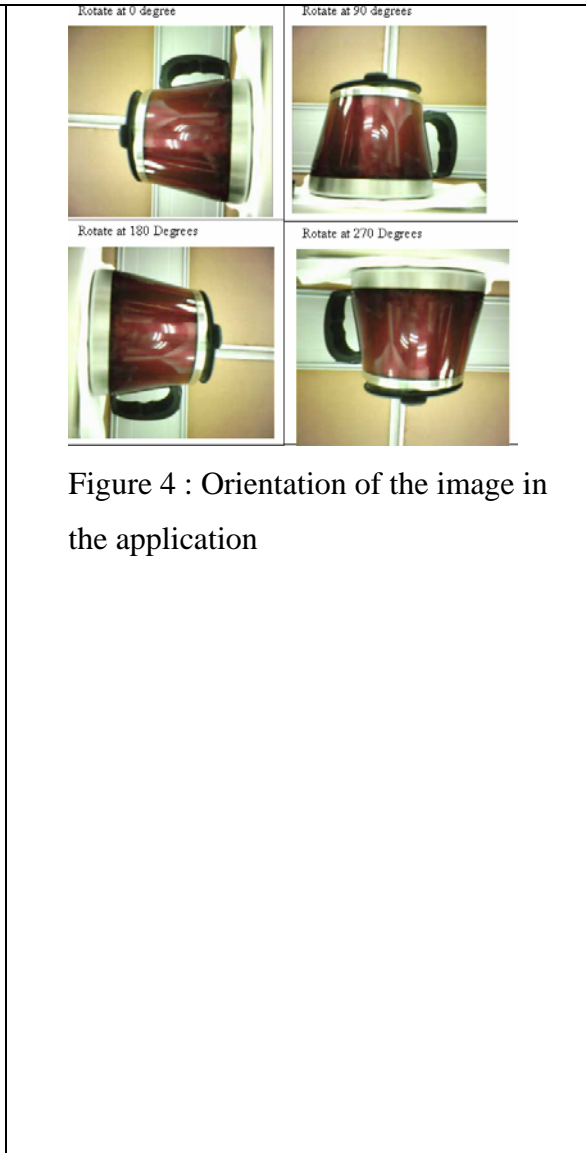 Rotate at 0 degree
Rotate at 90 degrees
Rotate at 180 Degrees
Rotate at 270 Degrees
Figure 4 : Orientation of the image in
the application